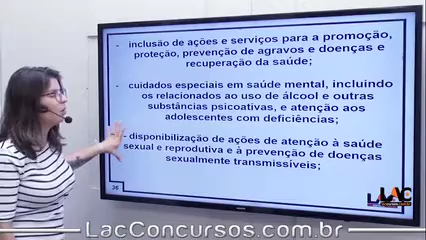 - inclusão de ações e serviços para a promoção,
proteção, prevenção de agravos e doenças e
recuperação da saúde;
- cuidados especiais em saúde mental, incluindo
os relacionados ao uso de álcool e outras
substâncias psicoativas, e atenção aos
adolescentes com deficiências;
- disponibilização de ações de atenção à saúde
sexual e reprodutiva e à prevenção de doenças
sexualmente transmissíveis;
36
LAC
LacConcursos.com.br